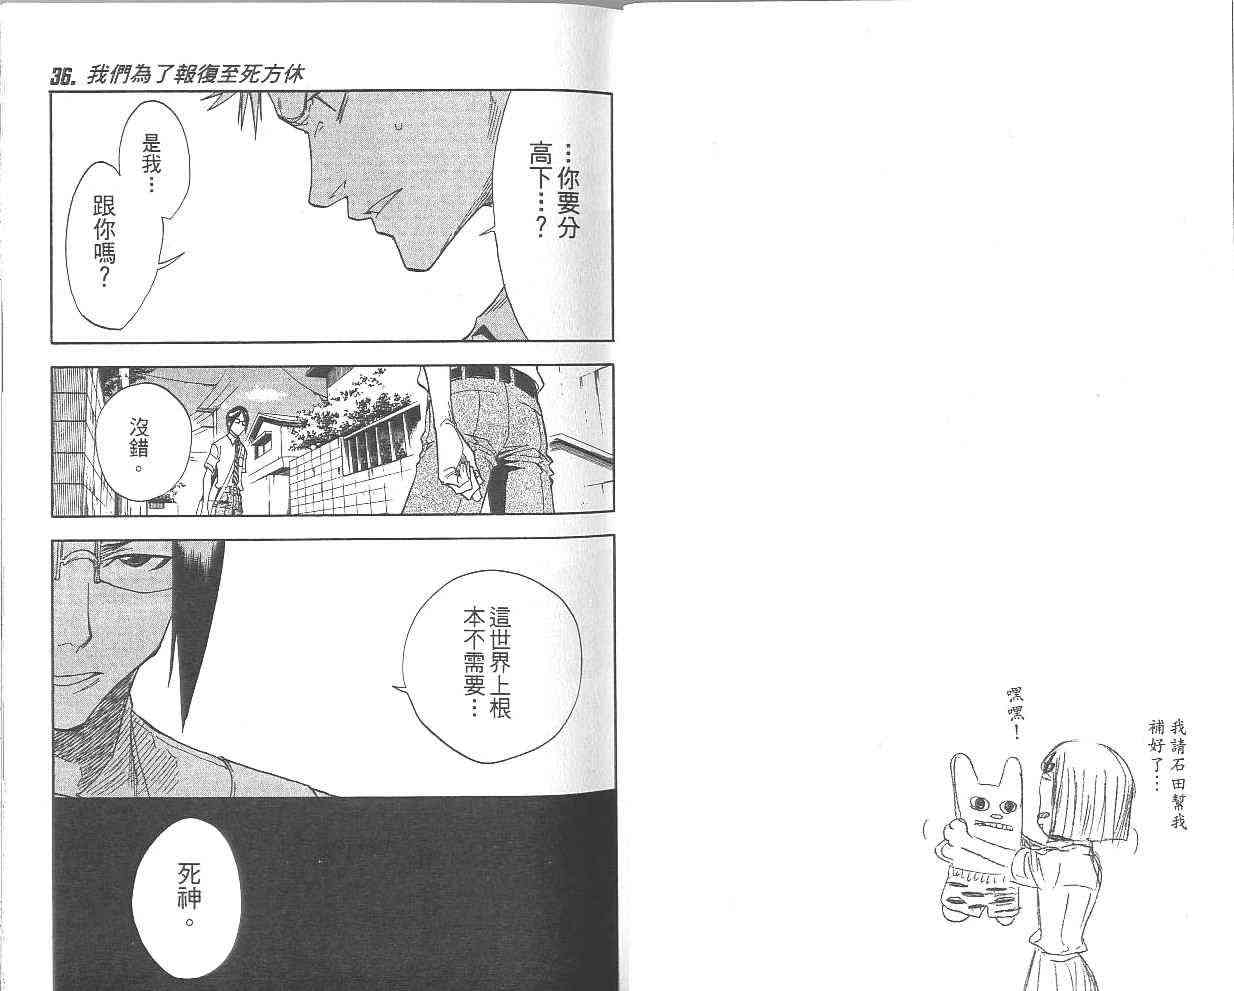 我請石田幫我
補好了…
嘿嘿！
36. 我們為了報復至死方休
…你要分
高下…？
是我…
跟你嗎？
沒錯。
這世界上根
本不需要…
死神。